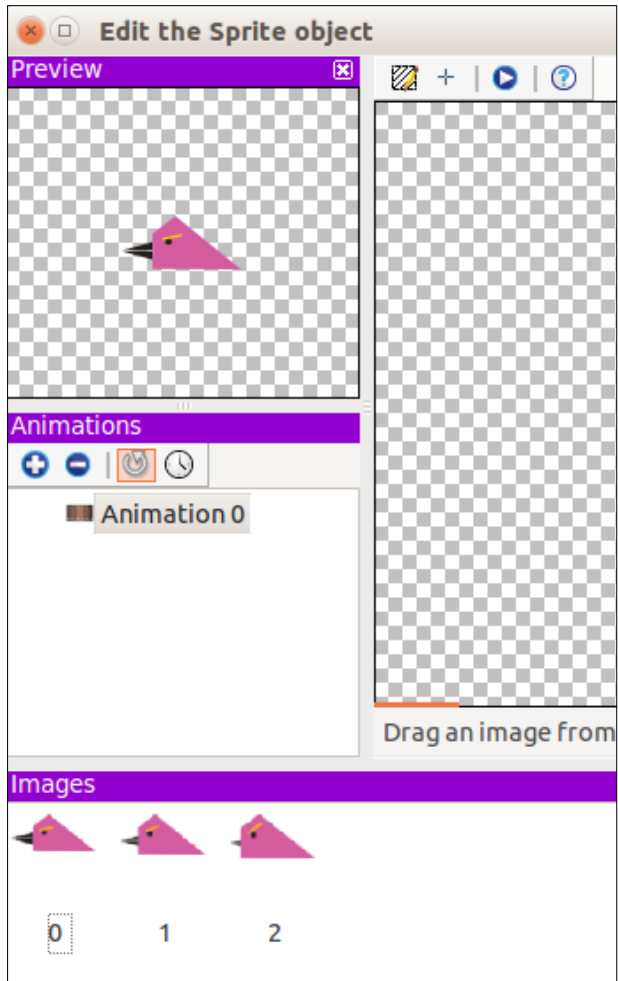 Edit the Sprite object
Preview
Animations
Animation 0
Drag an image from
Images
0 1 2